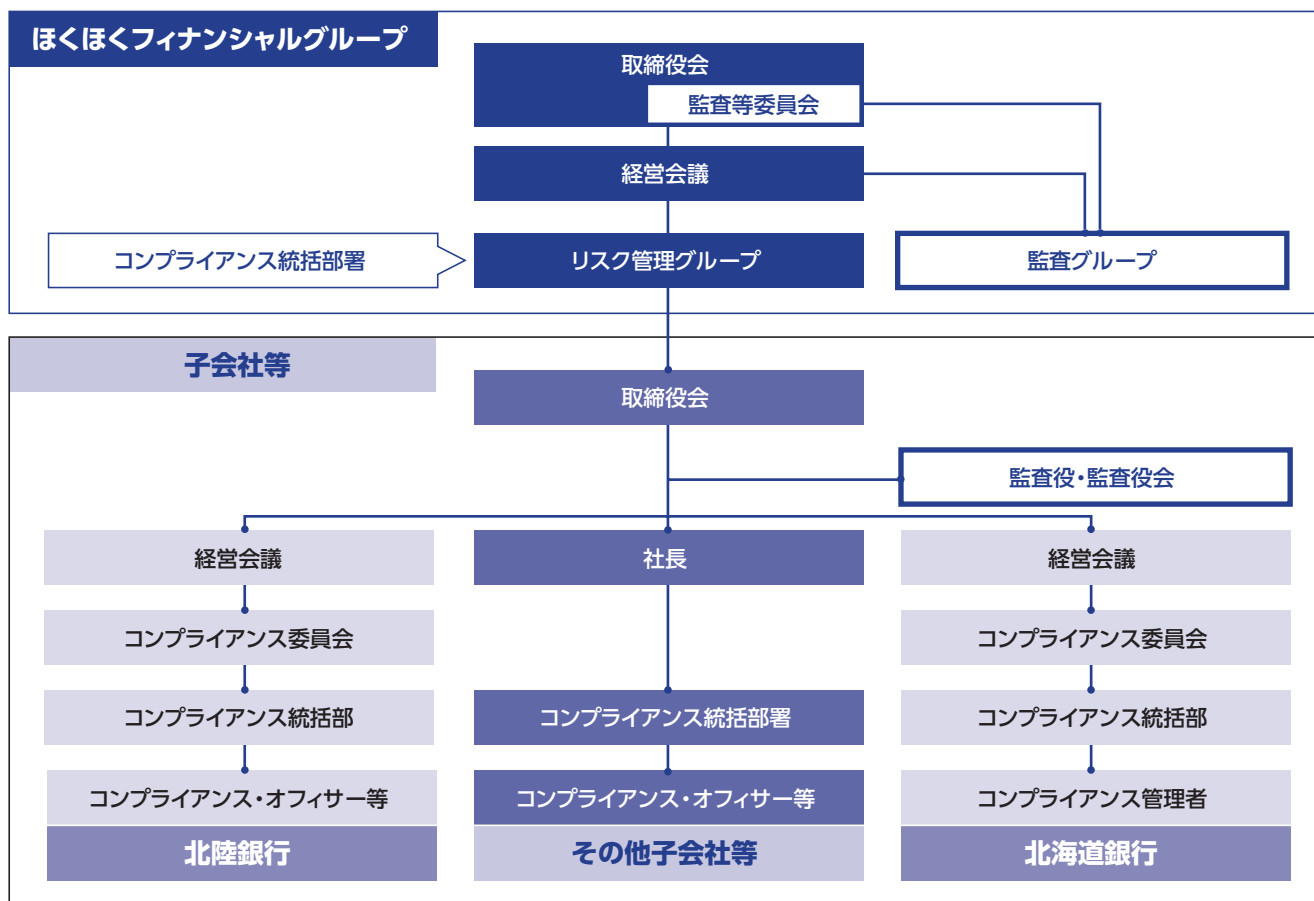 ほくほくフィナンシャルグループ
取締役会
監査等委員会
経営会議
コンプライアンス統括部署
リスク管理グループ
監査グループ
子会社等
取締役会
監査役・監査役会
経営会議
社長
経営会議
コンプライアンス委員会
コンプライアンス委員会
コンプライアンス統括部
コンプライアンス統括部署
コンプライアンス統括部
コンプライアンス・オフィサー等
コンプライアンス・オフィサー等
コンプライアンス管理者
北陸銀行
その他子会社等
北海道銀行